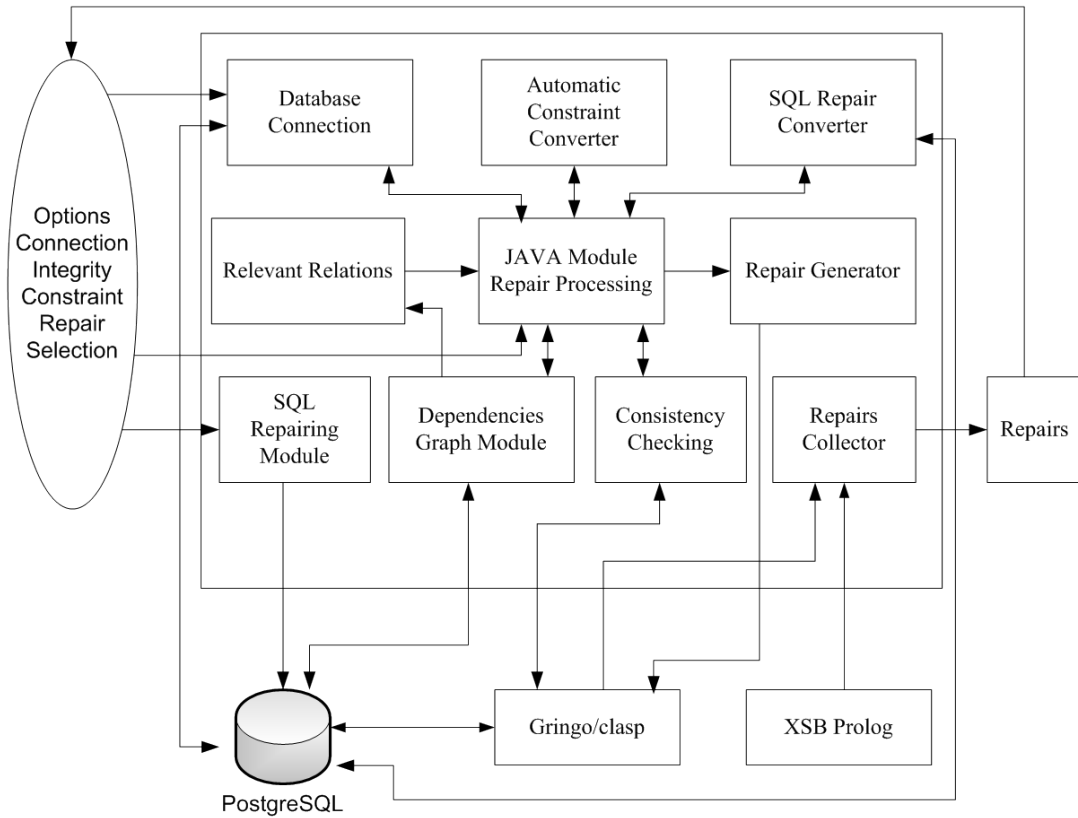 Database
Connection
Automatic
Constraint
Converter
SQL Repair
Converter
Options
Connection
Integrity
Constraint
Repair
Selection
Relevant Relations
JAVA Module
Repair Processing
Repair Generator
SQL
Repairing
Module
Dependencies
Graph Module
Consistency
Checking
Repairs
Collector
Repairs
Gringo/clasp
XSB Prolog
PostgreSQL